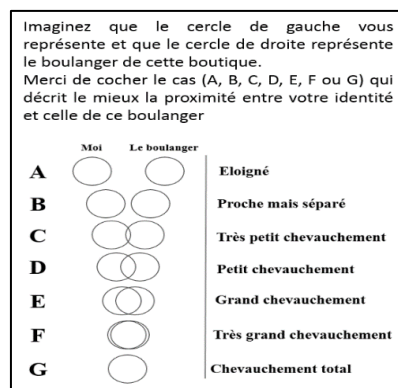 Imaginez que le cercle de gauche vous
représente et que le cercle de droite représente
le boulanger de cette boutique.
Merci de cocher le cas (A, B, C, D, E, F ou G) qui
décrit le mieux la proximité entre votre identité
et celle de ce boulanger
Moi Le boulanger
A Eloigné
B Proche mais séparé
C Très petit chevauchement
D Petit chevauchement
E Grand chevauchement
F Très grand chevauchement
G Chevauchement total